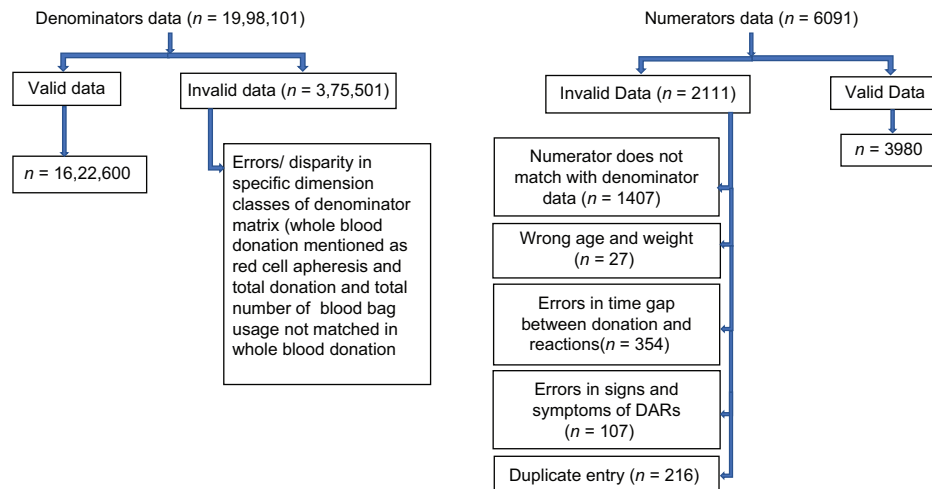 Denominators data (n = 19,98,101)
Valid data
Invalid data (n = 3,75,501)
n = 16,22,600
Errors/ disparity in
specific dimension
classes of denominator
matrix (whole blood
donation mentioned as
red cell apheresis and
total donation and total
number of blood bag
usage not matched in
whole blood donation
Numerators data (n = 6091)
Invalid Data (n = 2111)
Valid Data
n = 3980
Numerator does not
match with denominator
data (n = 1407)
Wrong age and weight
(n = 27)
Errors in time gap
between donation and
reactions(n = 354)
Errors in signs and
symptoms of DARs
(n = 107)
Duplicate entry (n = 216)